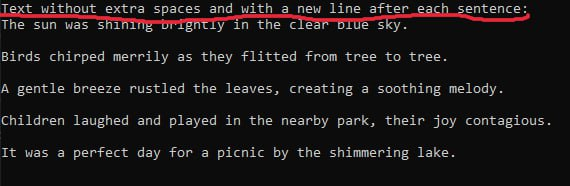 Text without extra spaces and with a new line after each sentence:
The sun was shining brightly in the clear blue sky.
Birds chirped merrily as they flitted from tree to tree.
A gentle breeze rustled the leaves, creating a soothing melody.
Children laughed and played in the nearby park, their joy contagious.
It was a perfect day for a picnic by the shimmering lake.